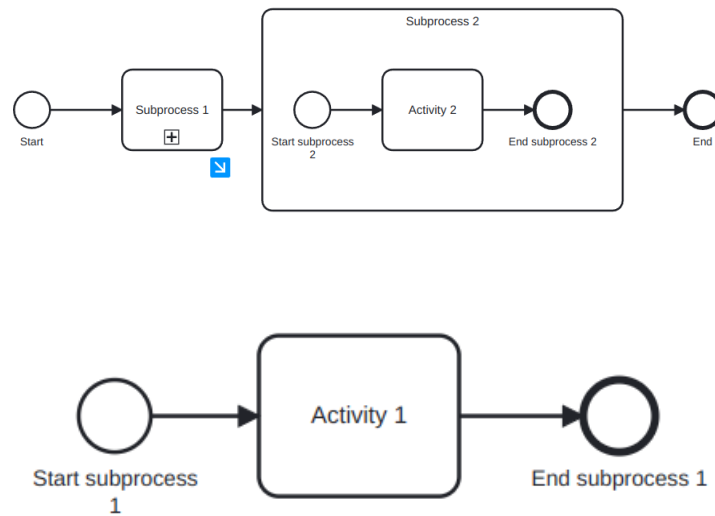 Subprocess 2
Subprocess 1
Activity 2
Start
Start subprocess
2
End subprocess 2
End
Activity 1
Start subprocess
1
End subprocess 1